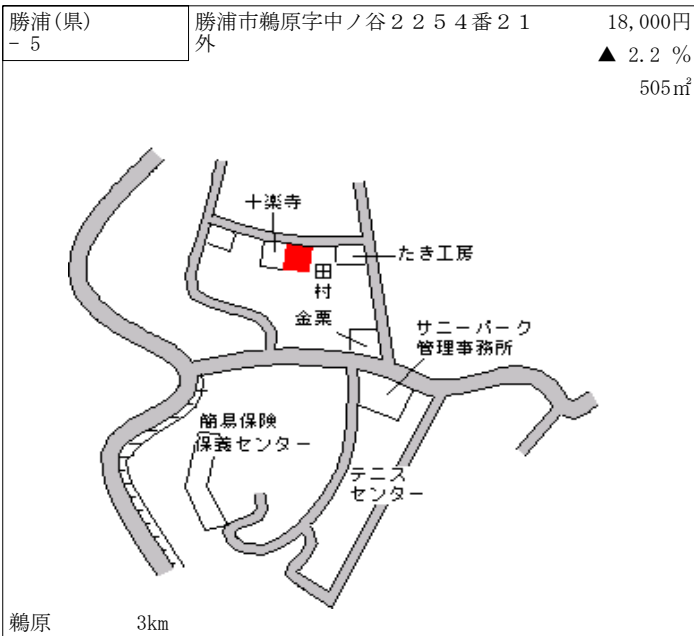 勝浦(県)
- 5
勝浦市鵜原字中ノ谷２２５４番２１
外
18,000円
▲ 2.2 %
505㎡
十楽寺
たき工房
田
村
金栗
サニーパーク
管理事務所
簡易保険
保養センター
テニス
センター
鵜原 3km